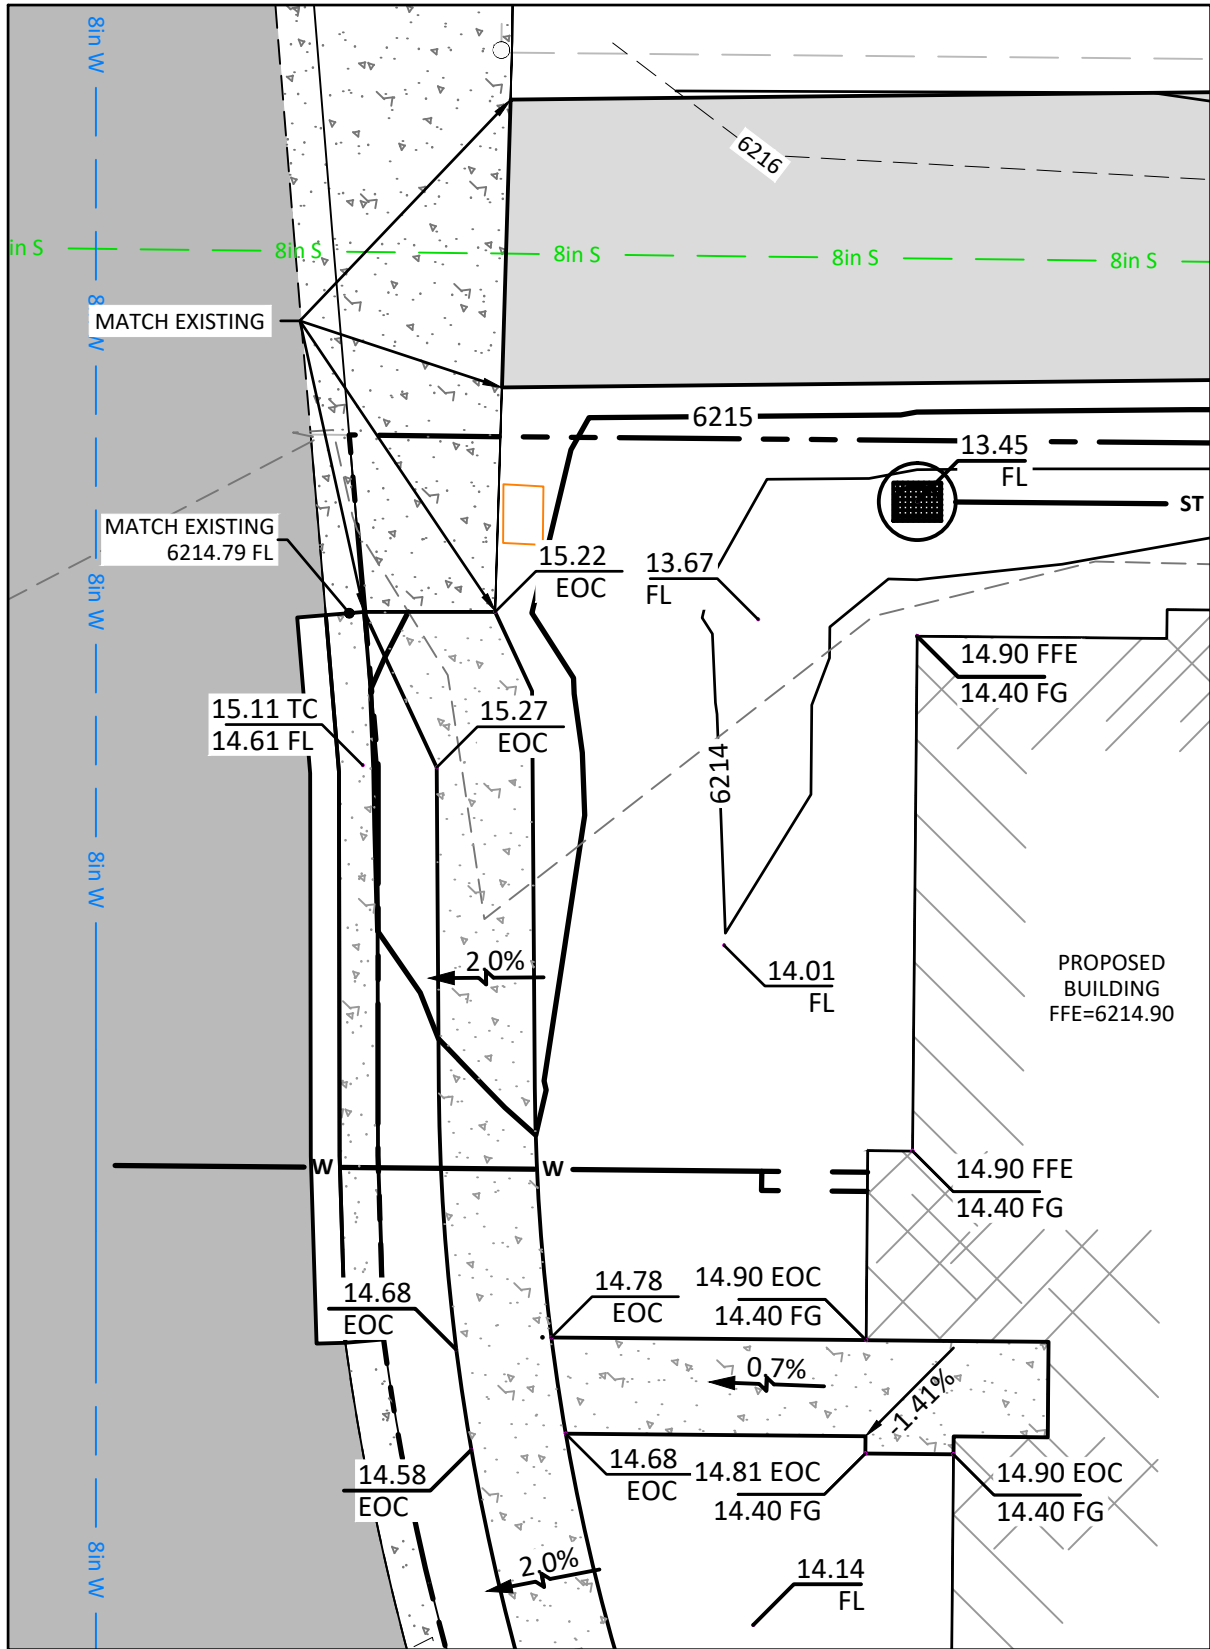 8in W
6216
in S
8in S
8in S
8in S
8in S
8in W
MATCH EXISTING
6215
13.45
FL
ST
MATCH EXISTING
6214.79 FL
15.22
EOC
13.67
FL
8in W
14.90 FFE
14.40 FG
15.11 TC
14.61 FL
15.27
EOC
6214
8in W
2.0%
14.01
FL
PROPOSED
BUILDING
FFE=6214.90
W
W
14.90 FFE
14.40 FG
14.68
EOC
14.78
EOC
14.90 EOC
14.40 FG
0.7%
-1.41%
14.58
EOC
14.68
EOC
14.81 EOC
14.40 FG
14.90 EOC
14.40 FG
8in W
2.0%
14.14
FL